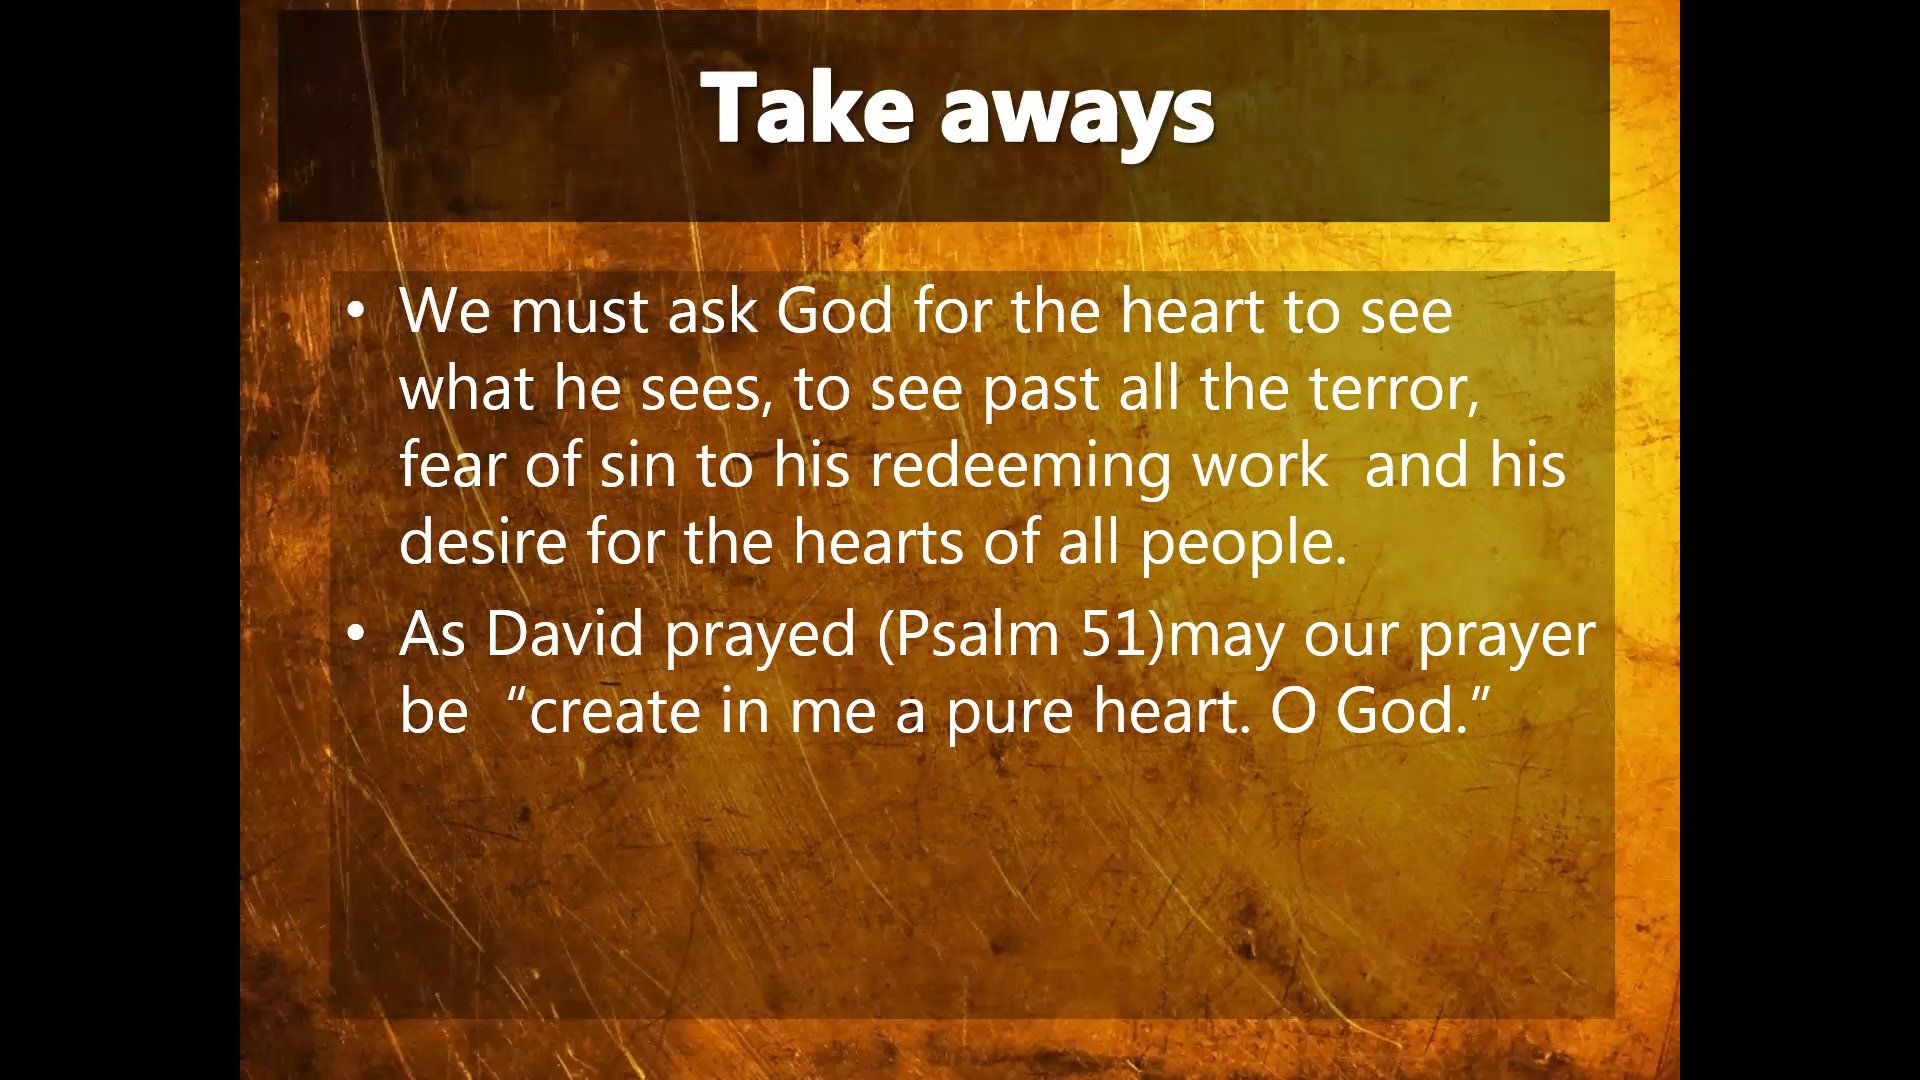 Take aways
• We must ask God for the heart to see
what he sees, to see past all the terror,
fear of sin to his redeeming work  and his
desire for the hearts of all people.
• As David prayed (Psalm 51)may our prayer
be  “create in me a pure heart. O God.”